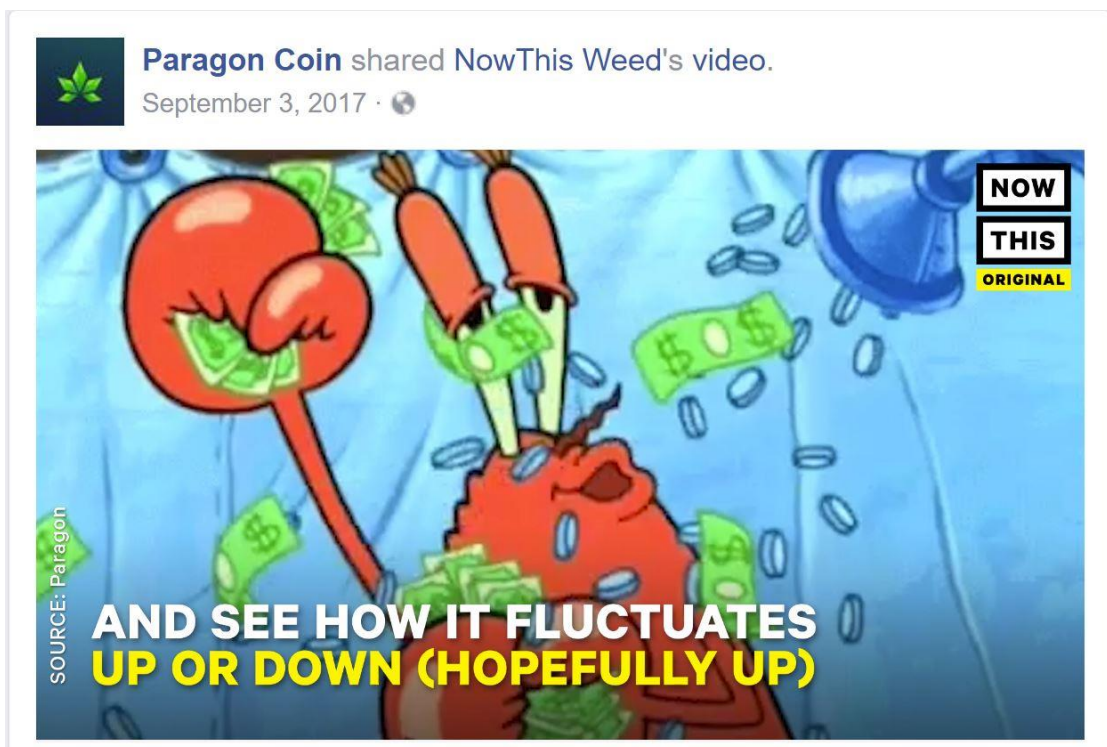 Paragon Coin shared NowThis Weed's video.
September 3, 2017 ·
NOW
THIS
ORIGINAL
SOURCE: Paragon
AND SEE HOW IT FLUCTUATES
UP OR DOWN (HOPEFULLY UP)